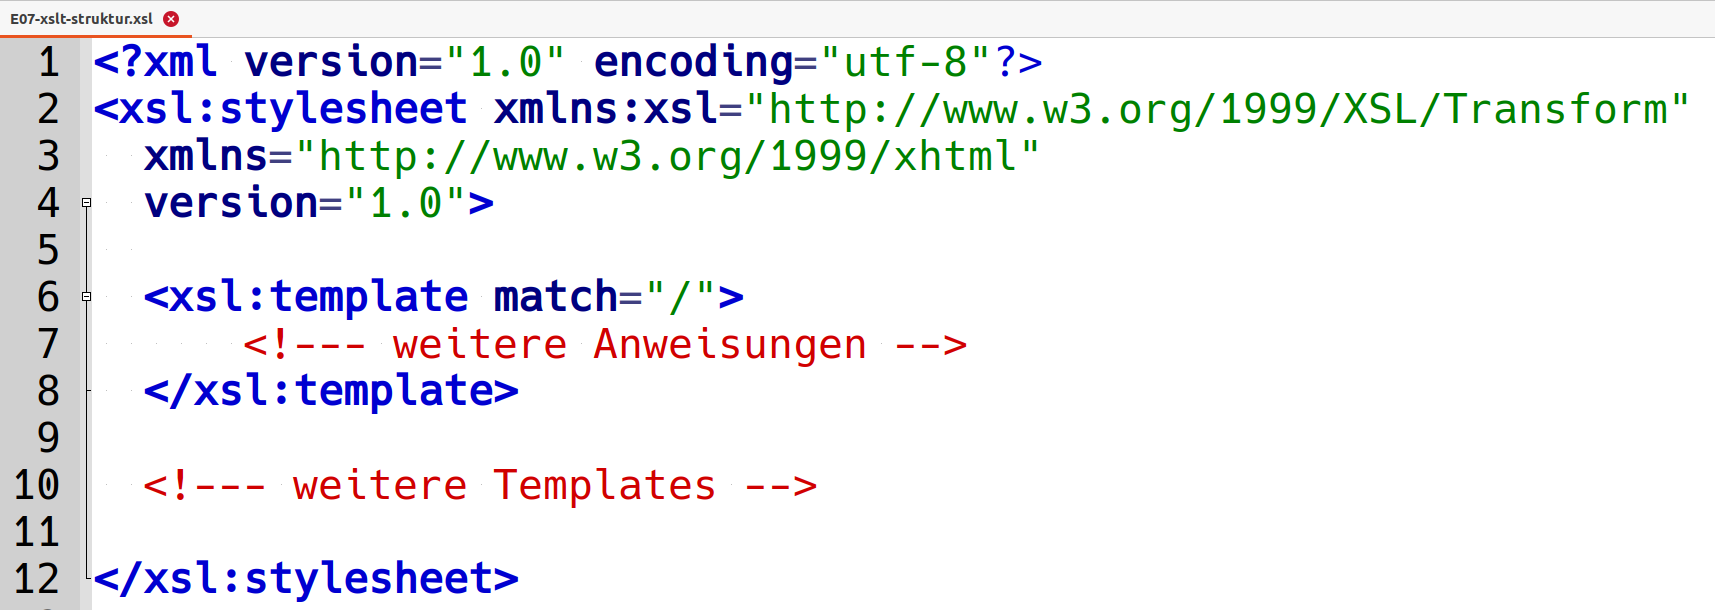 E07-xslt-struktur.xsl
1 <?xml version="1.0" encoding="utf-8"?>
2 <xsl:stylesheet xmlns:xsl="http://www.w3.org/1999/XSL/Transform"
3 xmlns="http://www.w3.org/1999/xhtml"
4 version="1.0">
5
6 <xsl:template match="/">
7 <!--- weitere Anweisungen -->
8 </xsl:template>
9
10 <!--- weitere Templates -->
11
12 </xsl:stylesheet>